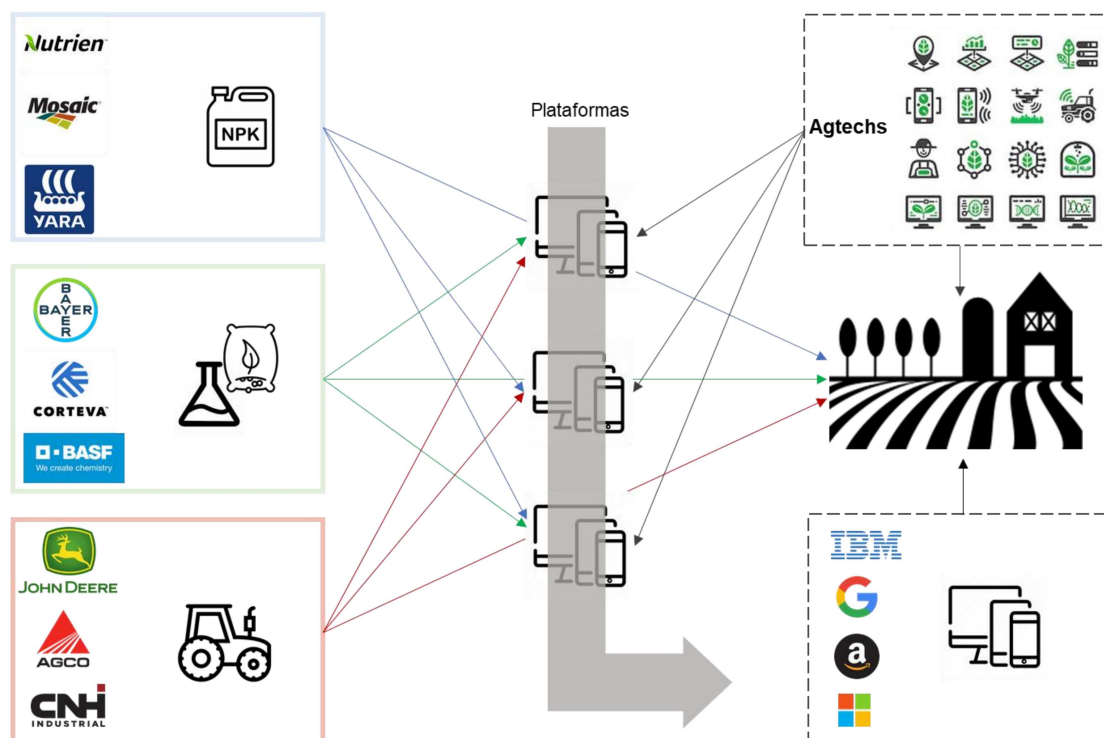 Nutrien
Mosaic
YARA
NPK
BAYER
BAYER
CORTEVA
BASF
We create chemistry
JOHN DEERE
AGCO
CNH
INDUSTRIAL
Plataformas
Agtechs
IBM
G
a